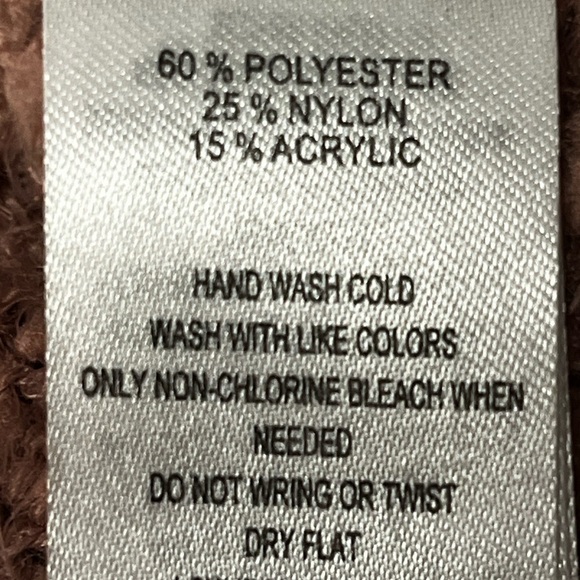 60 % POLYESTER
25 % NYLON
15 % ACRYLIC
HAND WASH COLD
WASH WITH LIKE COLORS
ONLY NON-CHLORINE BLEACH WHEN
NEEDED
DO NOT WRING OR TWIST
DRY FLAT